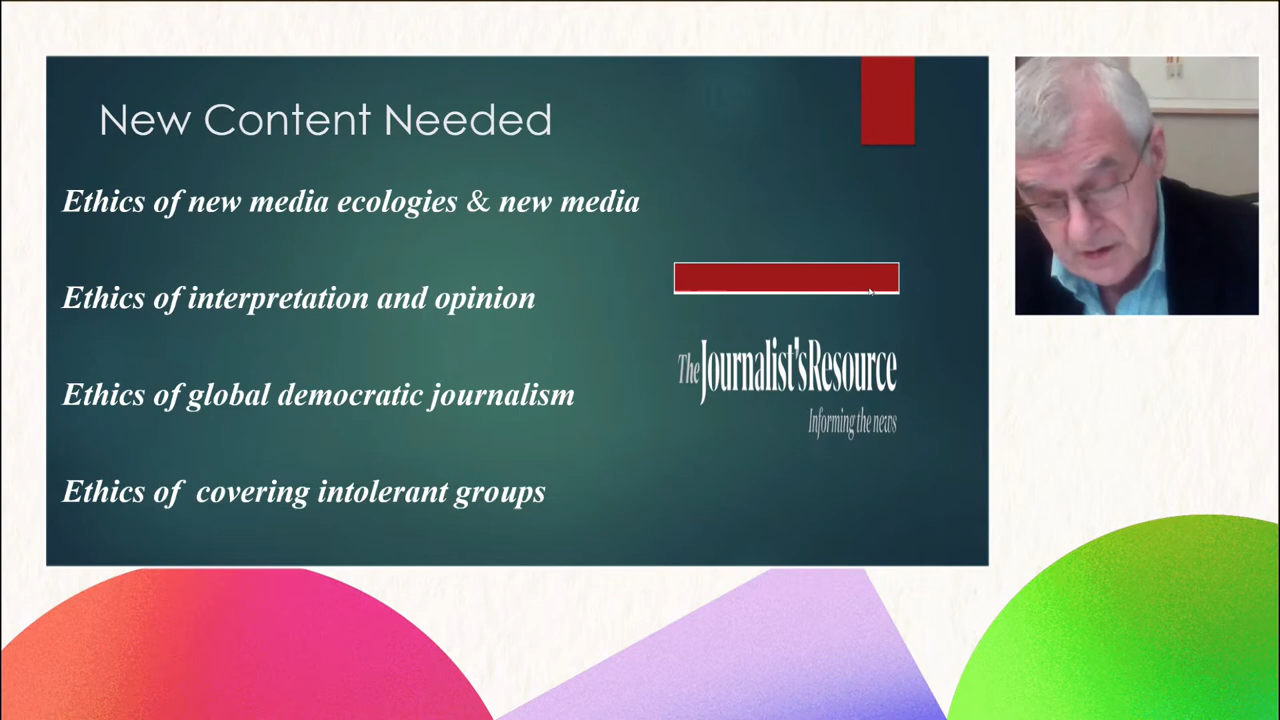 New Content Needed
Ethics of new media ecologies & new media
Ethics of interpretation and opinion
Ethics of global democratic journalism
Ethics of covering intolerant groups
The Journalist'sResource
Informing the news